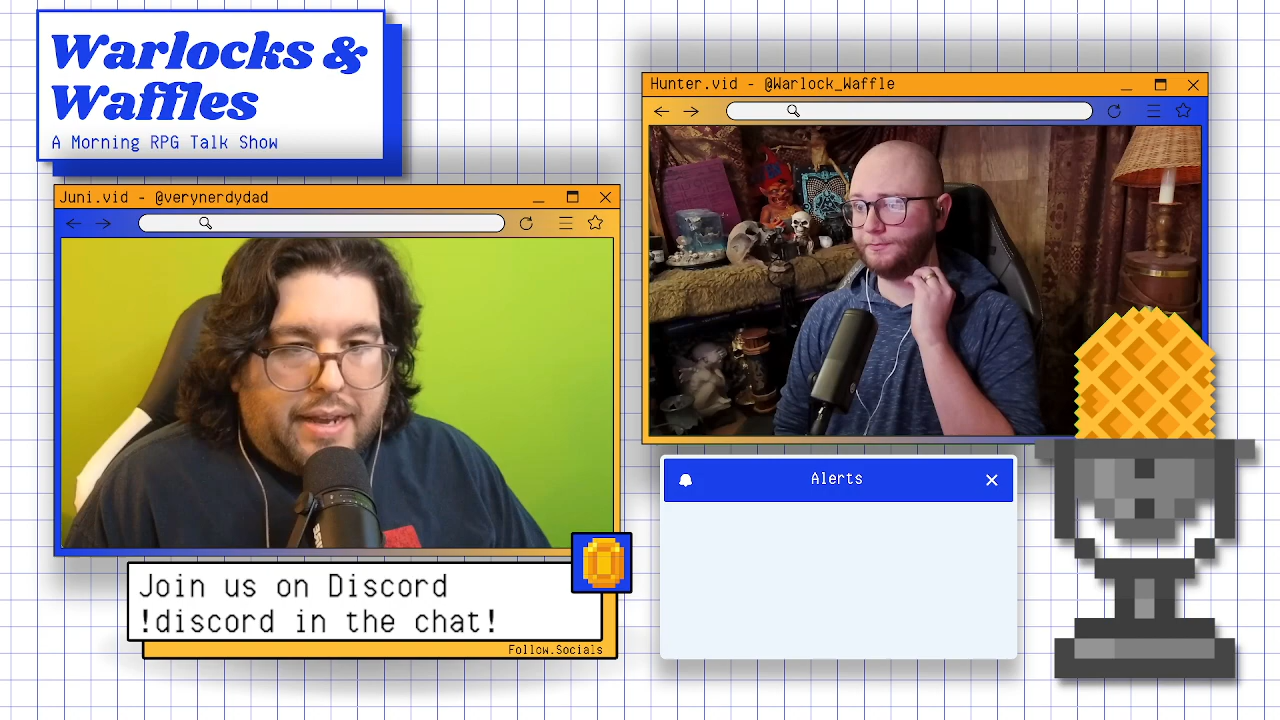 Warlocks &
Waffles
A Morning RPG Talk Show
Hunter.vid - @Warlock_Waffle
Juni.vid - @verynerdydad
Alerts
Join us on Discord
!discord in the chat!
Follow.Socials